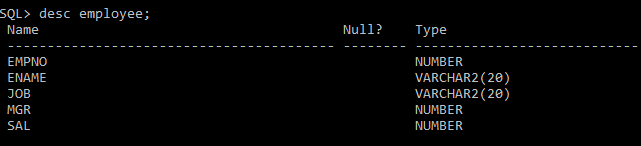 SQL> desc employee;
Name Null? Type
----------------------------------------- -------- ----------------------------
EMPNO NUMBER
ENAME VARCHAR2(20)
JOB VARCHAR2(20)
MGR NUMBER
SAL NUMBER